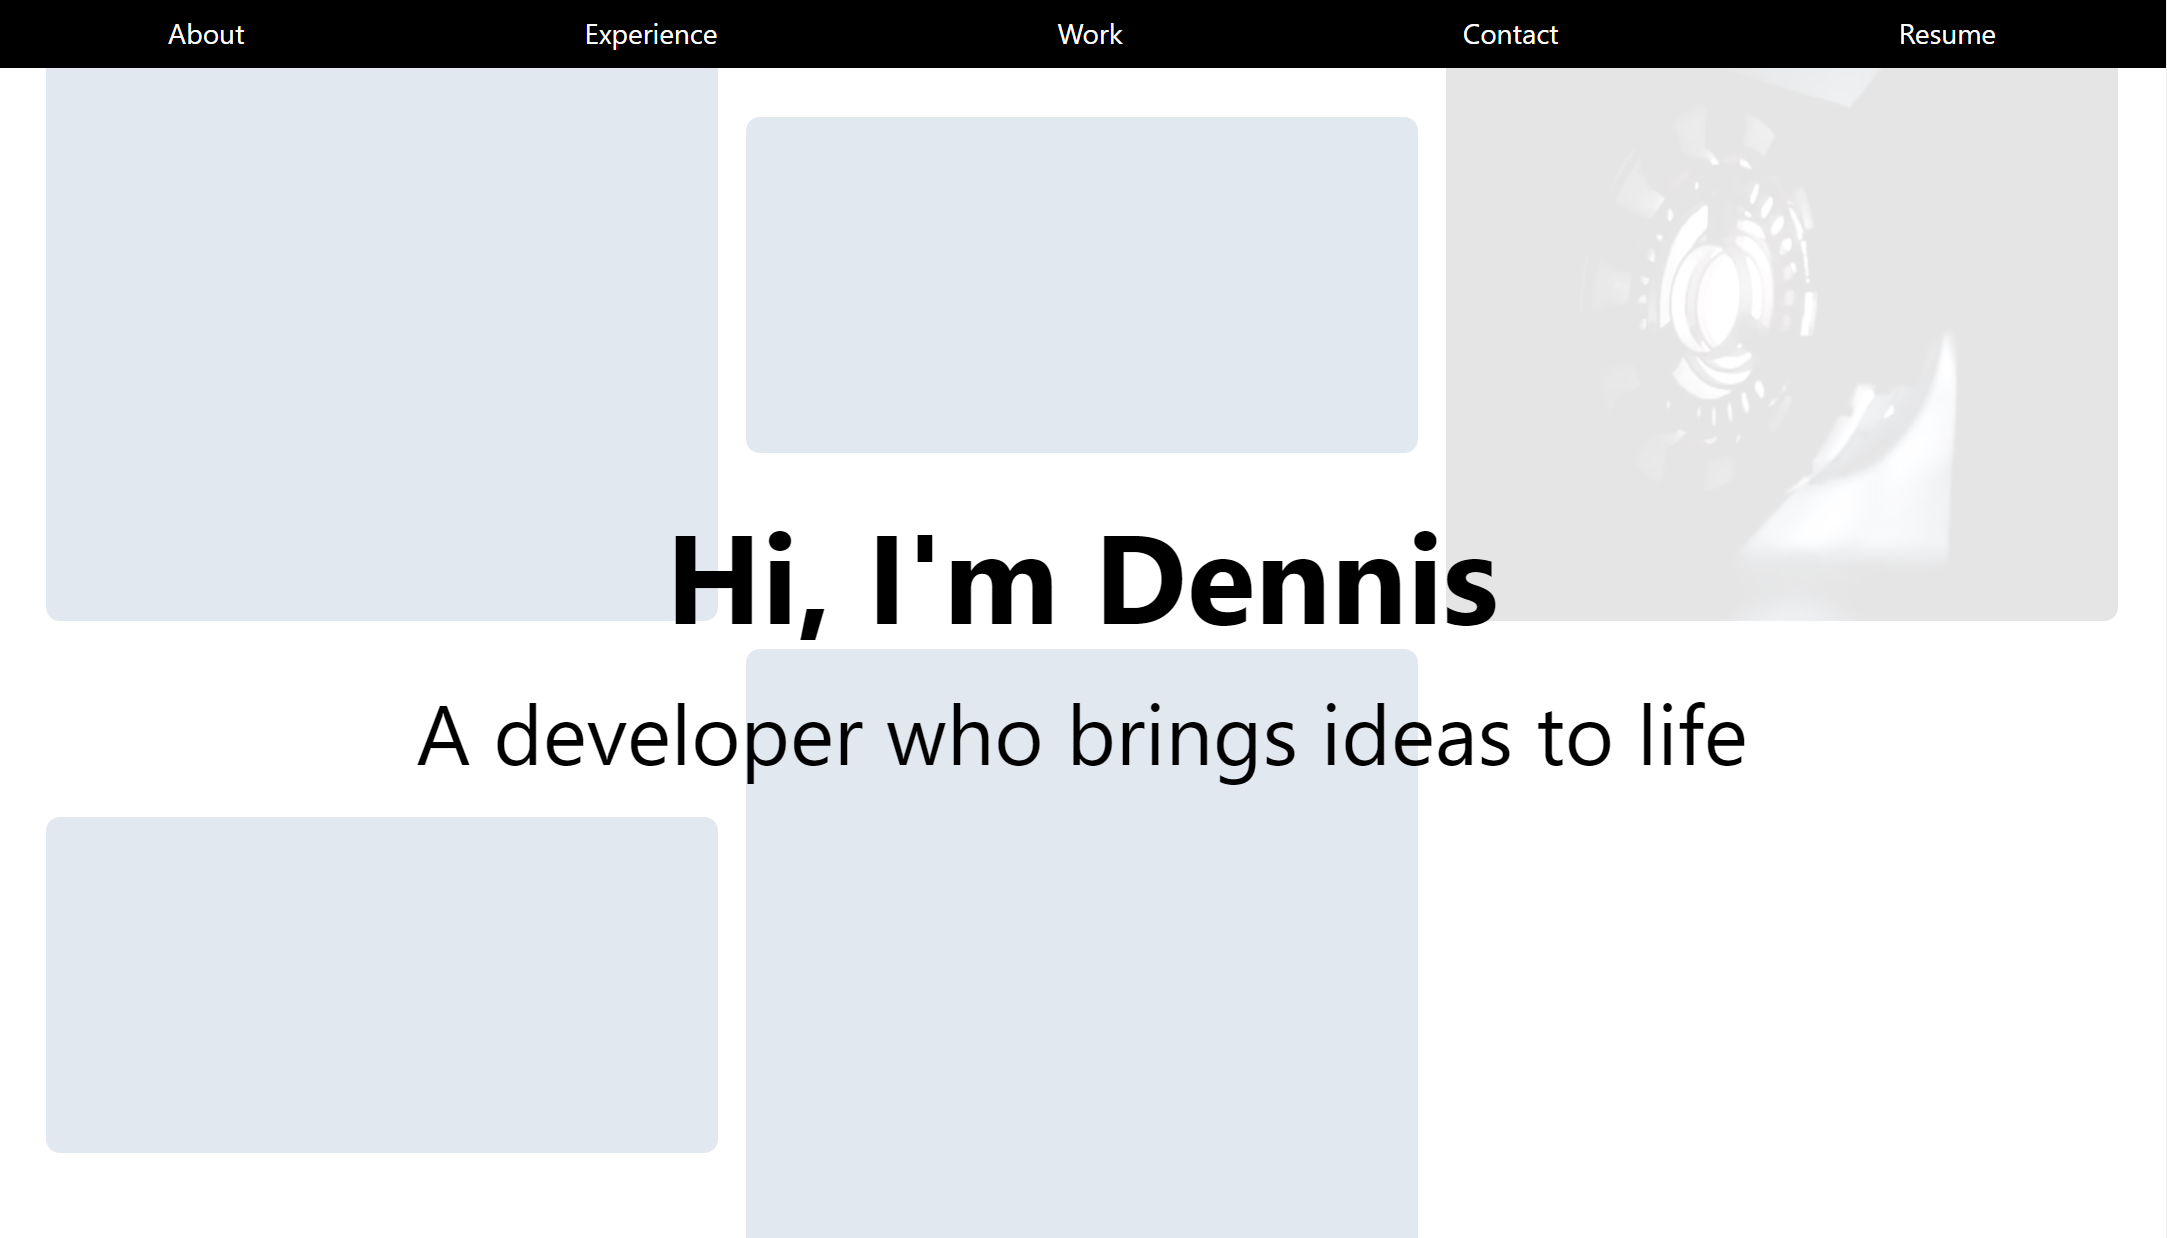 About Experience Work Contact Resume
Hi, I'm Dennis
A developer who brings ideas to life